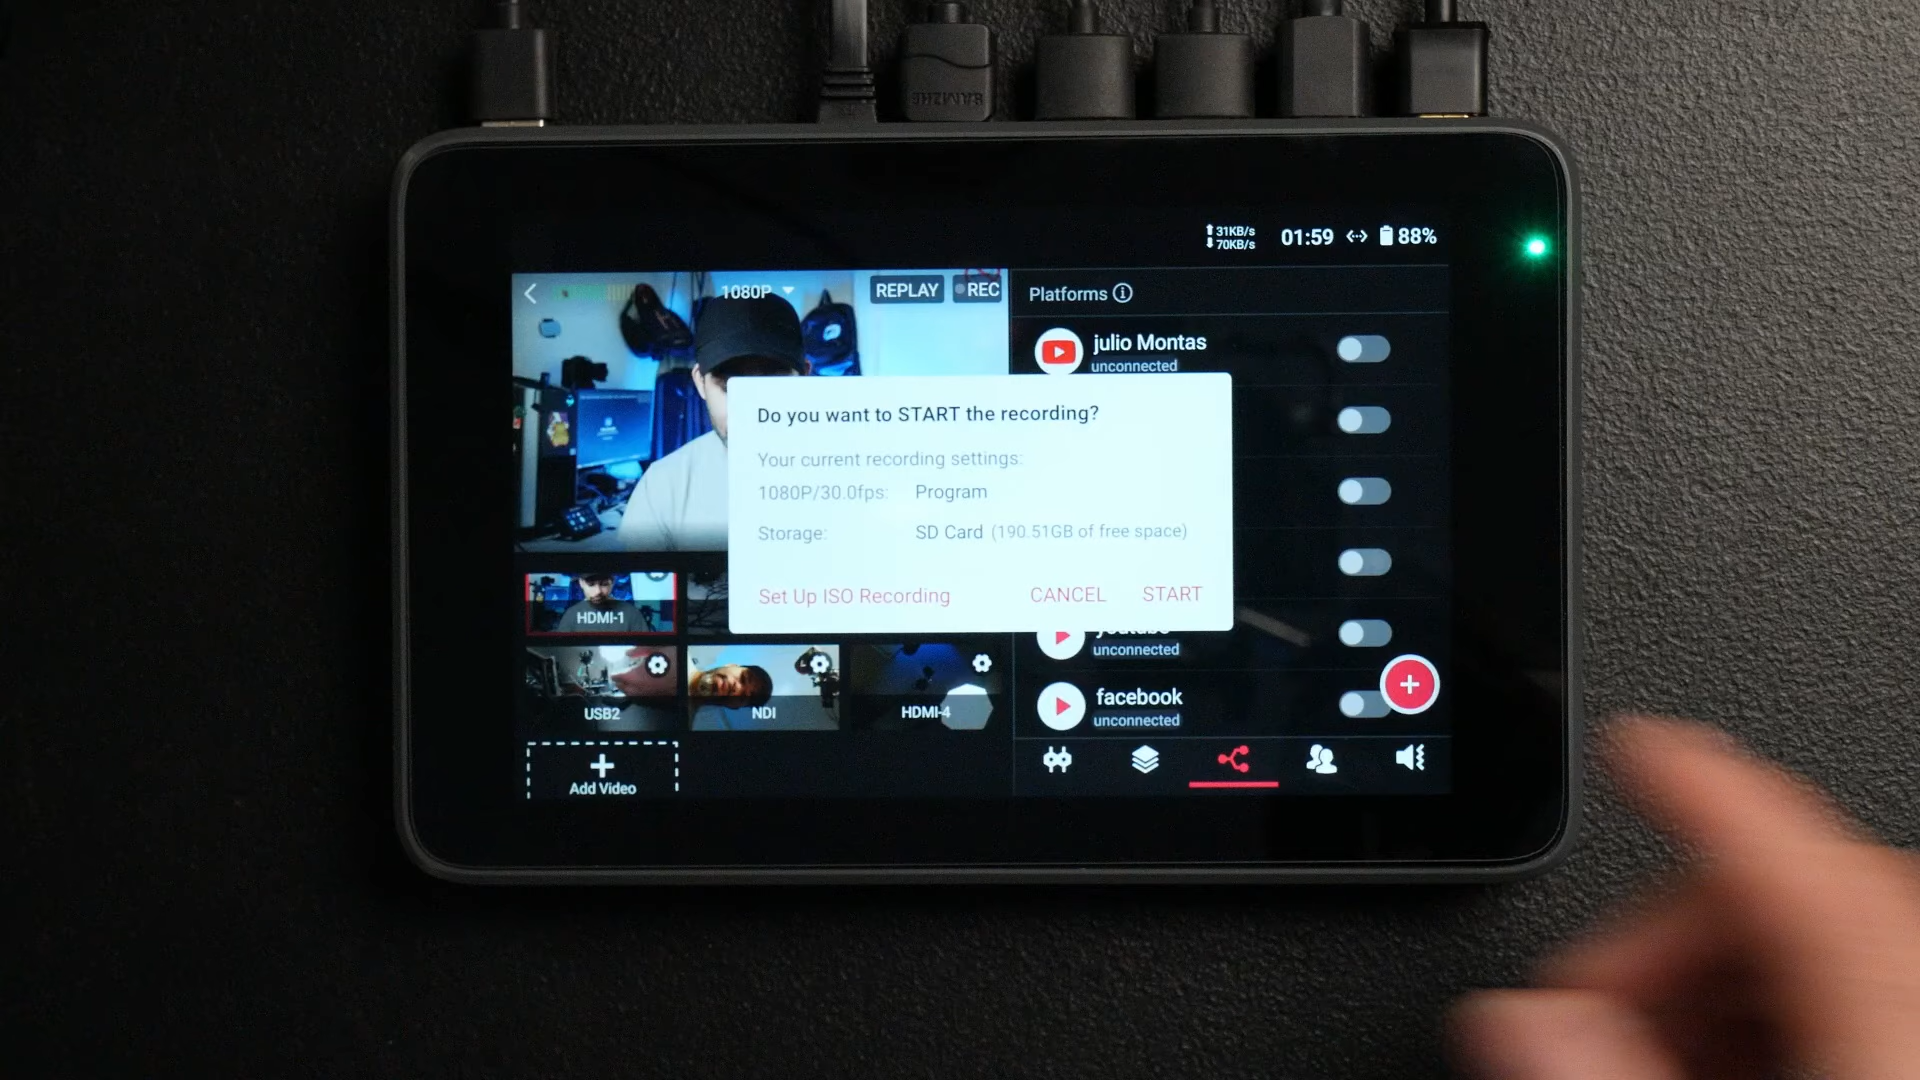 31KB/s
70KB/s
01:59
88%
1080P
REPLAY
REC
Platforms
julio Montas
unconnected
Do you want to START the recording?
Your current recording settings:
1080P/30.0fps: Program
Storage: SD Card (190.51GB of free space)
Set Up ISO Recording
CANCEL
START
HDMI-1
USB2
NDI
HDMI-4
Add Video
youtube
unconnected
facebook
unconnected